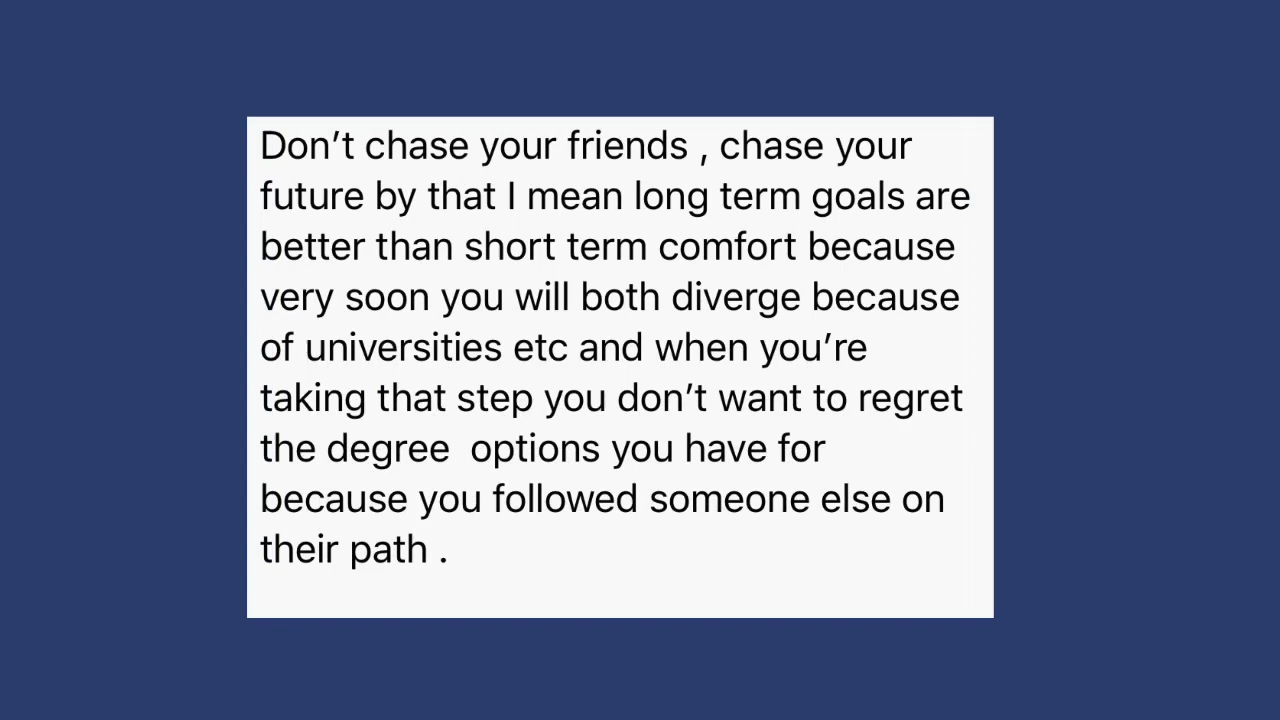 Don’t chase your friends , chase your
future by that I mean long term goals are
better than short term comfort because
very soon you will both diverge because
of universities etc and when you’re
taking that step you don’t want to regret
the degree  options you have for
because you followed someone else on
their path .